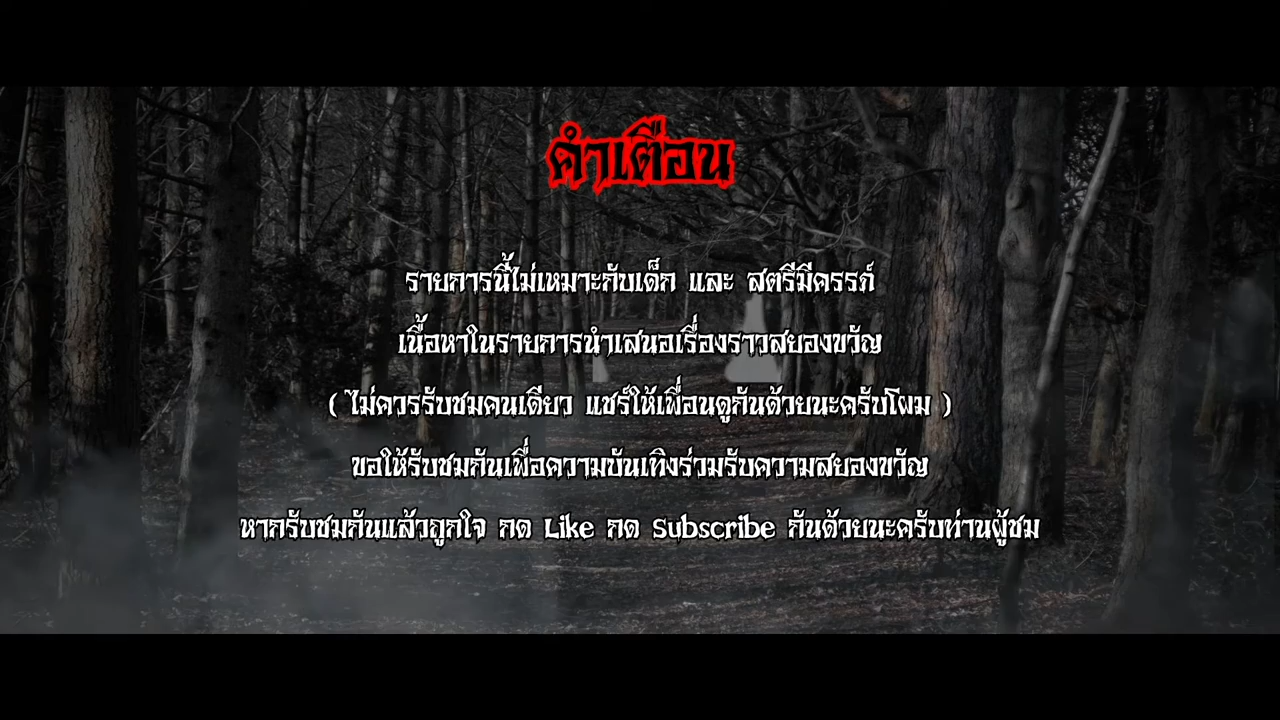 คำเตือน
รายการนี้ไม่เหมาะกับเด็ก และ สตรีมีครรภ์
เนื้อหาในรายการนำเสนอเรื่องราวสยองขวัญ
( ไม่ควรรับชมคนเดียว แชร์ให้เพื่อนดูกันด้วยนะครับโผม )
ขอให้รับชมกันเพื่อความบันเทิงร่วมรับความสยองขวัญ
หากรับชมกันแล้วถูกใจ กด Like กด Subscribe กันด้วยนะครับท่านผู้ชม